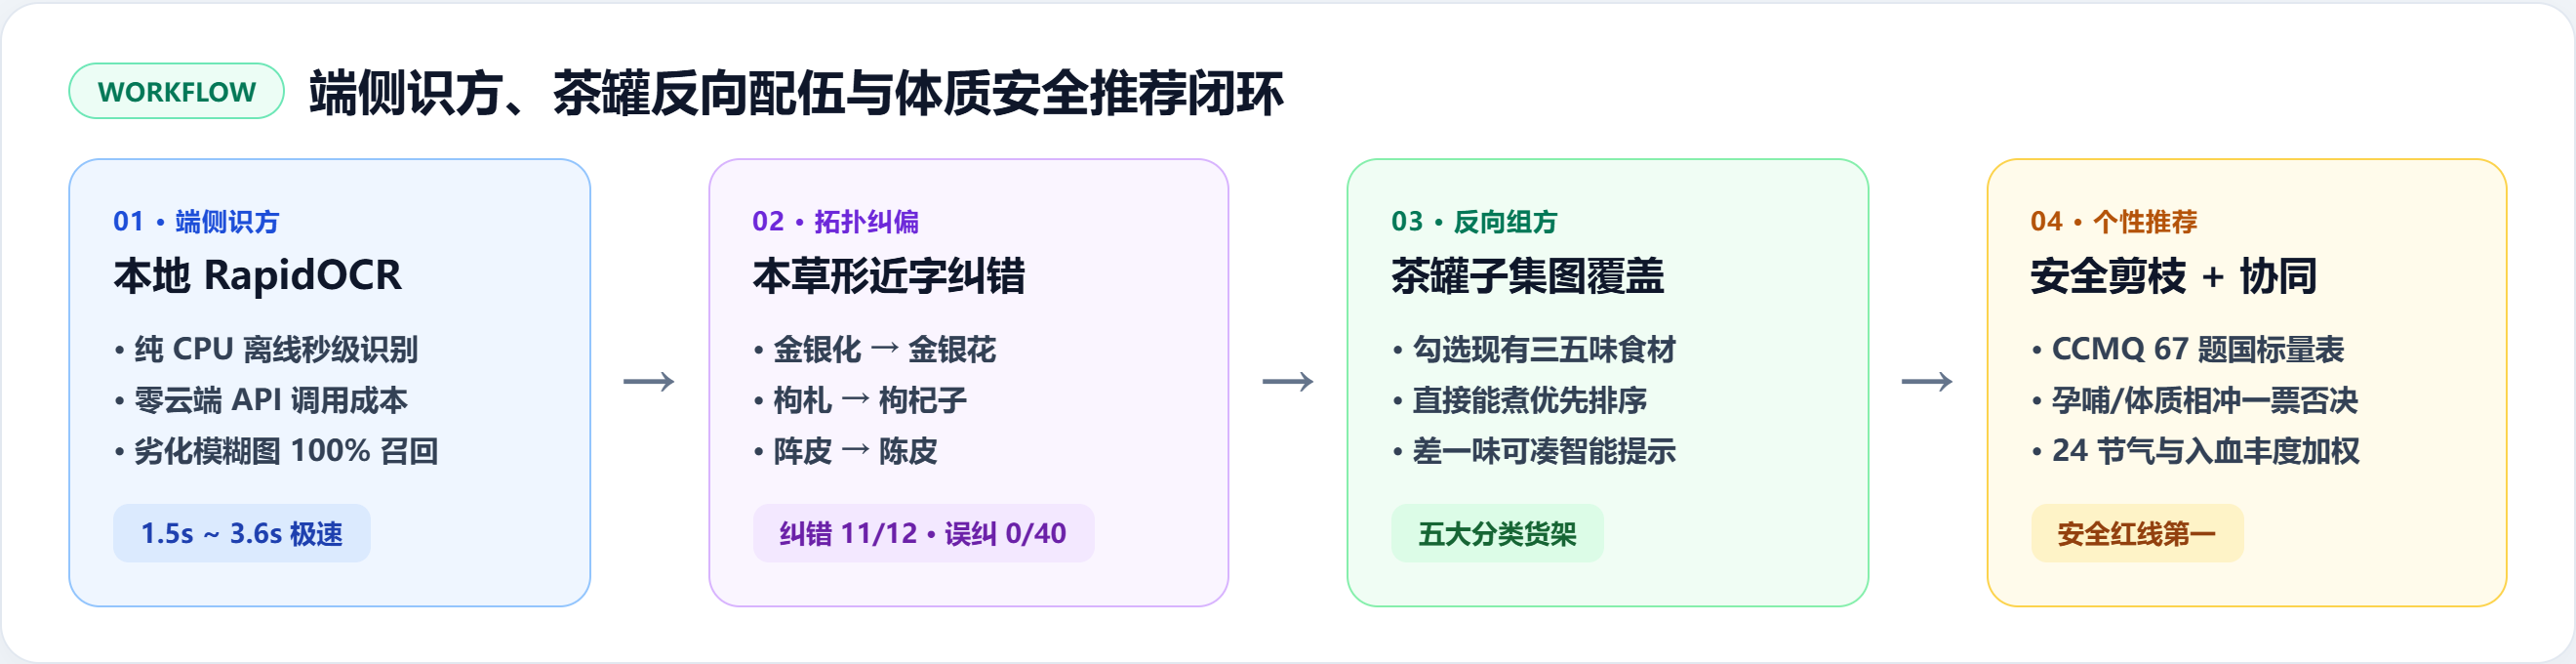 WORKFLOW 端侧识方、茶罐反向配伍与体质安全推荐闭环
01 • 端侧识方
本地 RapidOCR
• 纯 CPU 离线秒级识别
• 零云端 API 调用成本
• 劣化模糊图 100% 召回
1.5s ~ 3.6s 极速
→
02 • 拓扑纠偏
本草形近字纠错
• 金银化 → 金银花
• 枸札 → 枸杞子
• 阵皮 → 陈皮
纠错 11/12 • 误纠 0/40
→
03 • 反向组方
茶罐子集图覆盖
• 勾选现有三五味食材
• 直接能煮优先排序
• 差一味可凑智能提示
五大分类货架
→
04 • 个性推荐
安全剪枝 + 协同
• CCMQ 67 题国标量表
• 孕哺/体质相冲一票否决
• 24 节气与入血丰度加权
安全红线第一